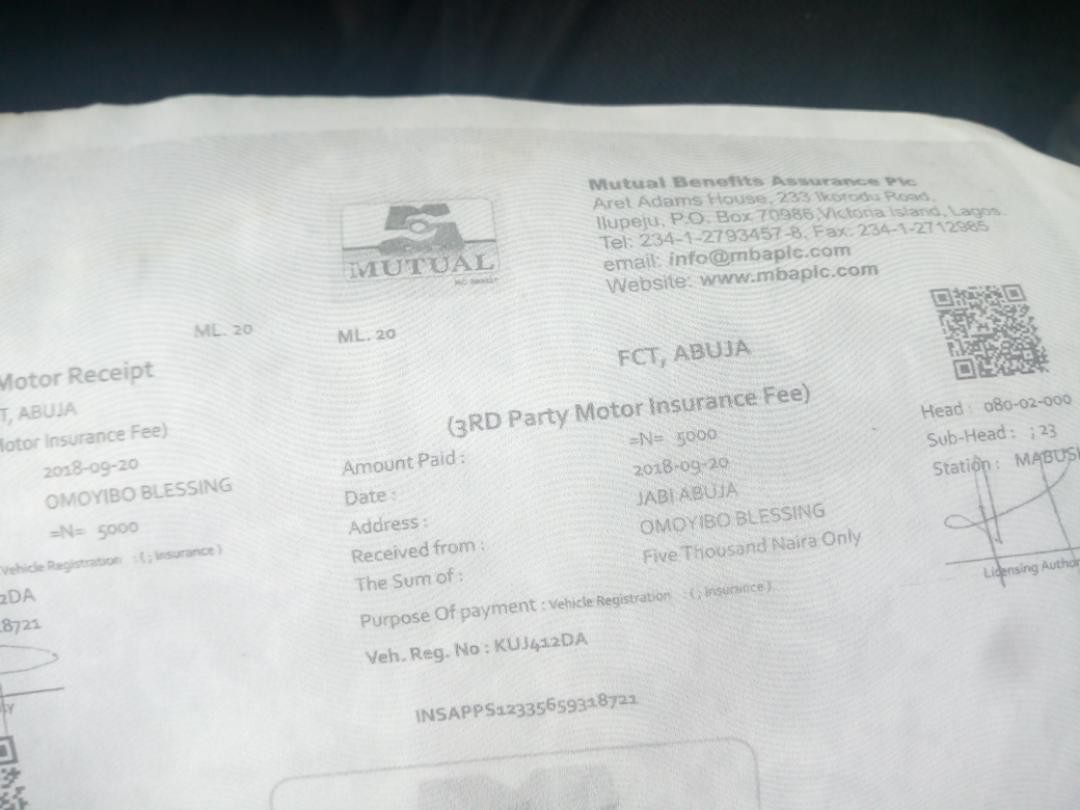 Mutual Benefits Assurance Plc
Aret Adams House, 233 Ikorodu Road,
Ilupeju, P.O. Box 70986,Victoria Island, Lagos.
Tel: 234-1-2793457-8, Fax: 234-1-2712985
email: info@mbaplc.com
Website: www.mbaplc.com
MUTUAL
ML. 20
Motor Receipt
T, ABUJA
Motor Insurance Fee)
2018-09-20
OMOYIBO BLESSING
=N= 5000
Vehicle Registration : ( ; Insurance )
2DA
8721
ML. 20
FCT, ABUJA
(3RD Party Motor Insurance Fee)
Amount Paid : =N= 5000
Date : 2018-09-20
Address : JABI ABUJA
Received from : OMOYIBO BLESSING
The Sum of : Five Thousand Naira Only
Purpose Of payment : Vehicle Registration : ( ; Insurance )
Veh. Reg. No : KUJ412DA
INSAPPS12335659318721
Head : 080-02-000
Sub-Head : ; 23
Station : MABUSH
Licensing Author